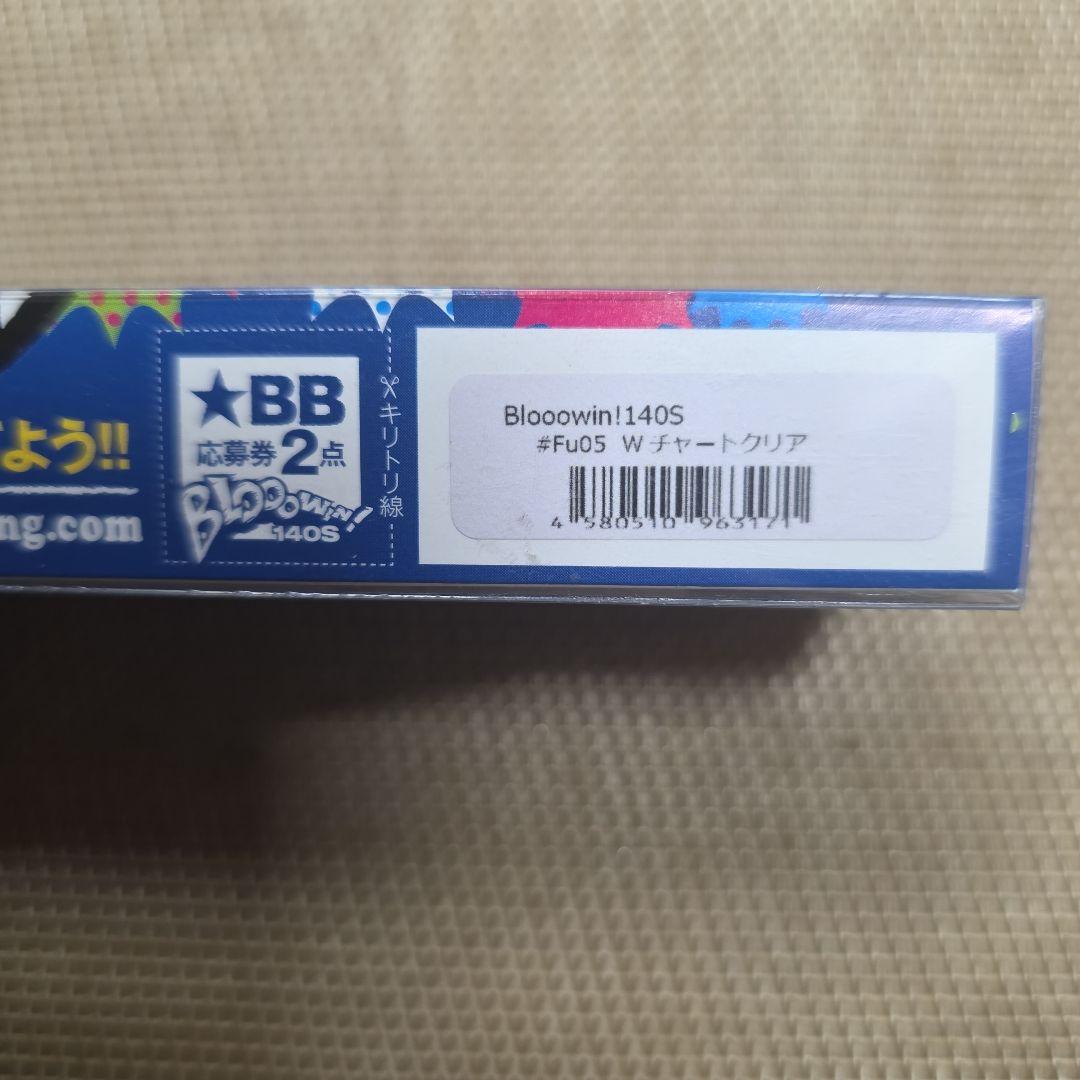 よう!!
ng.com
★BB
応募券2点
BLOOOWIN!
140S
キリトリ線
Blooowin!140S
#Fu05 Wチャートクリア
4 580510 963171